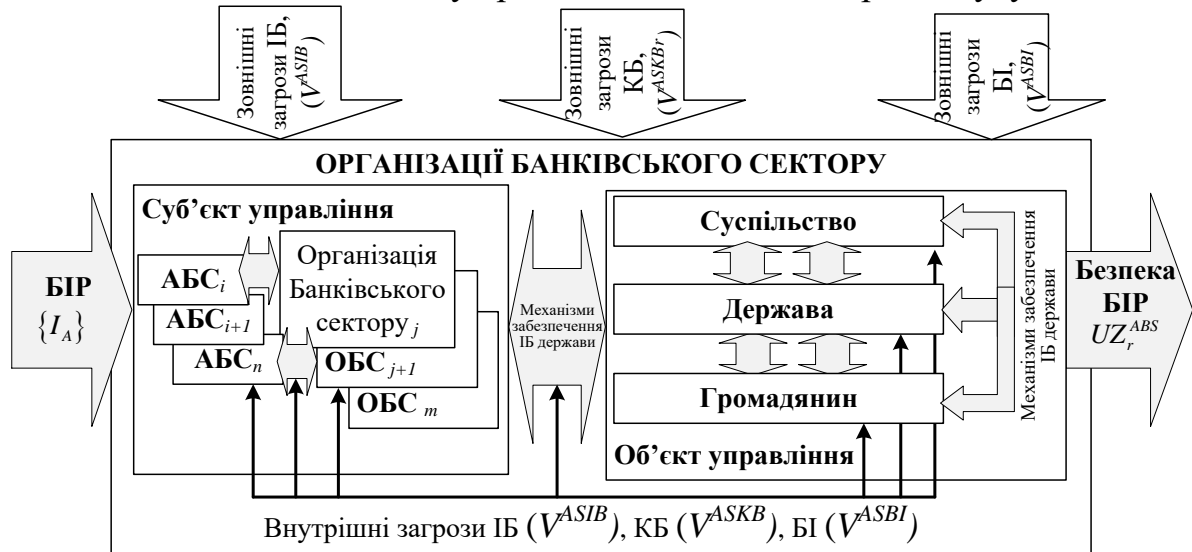 Зовнішні
загрози ІБ,
(V^ASIB)
Зовнішні
загрози
КБ,
(V^ASKBr)
Зовнішні
загрози
БІ,
(V^ASBI)
ОРГАНІЗАЦІЇ БАНКІВСЬКОГО СЕКТОРУ
БІР
{I_A}
Суб’єкт управління
АБС_i
АБС_i+1
АБС_n
Організація
Банківського
сектору_j
ОБС_j+1
ОБС_m
Механізми
забезпечення
ІБ держави
Суспільство
Держава
Громадянин
Об’єкт управління
Механізми забезпечення
ІБ держави
Безпека
БІР
UZ_r^ABS
Внутрішні загрози ІБ (V^ASIB), КБ (V^ASKB), БІ (V^ASBI)